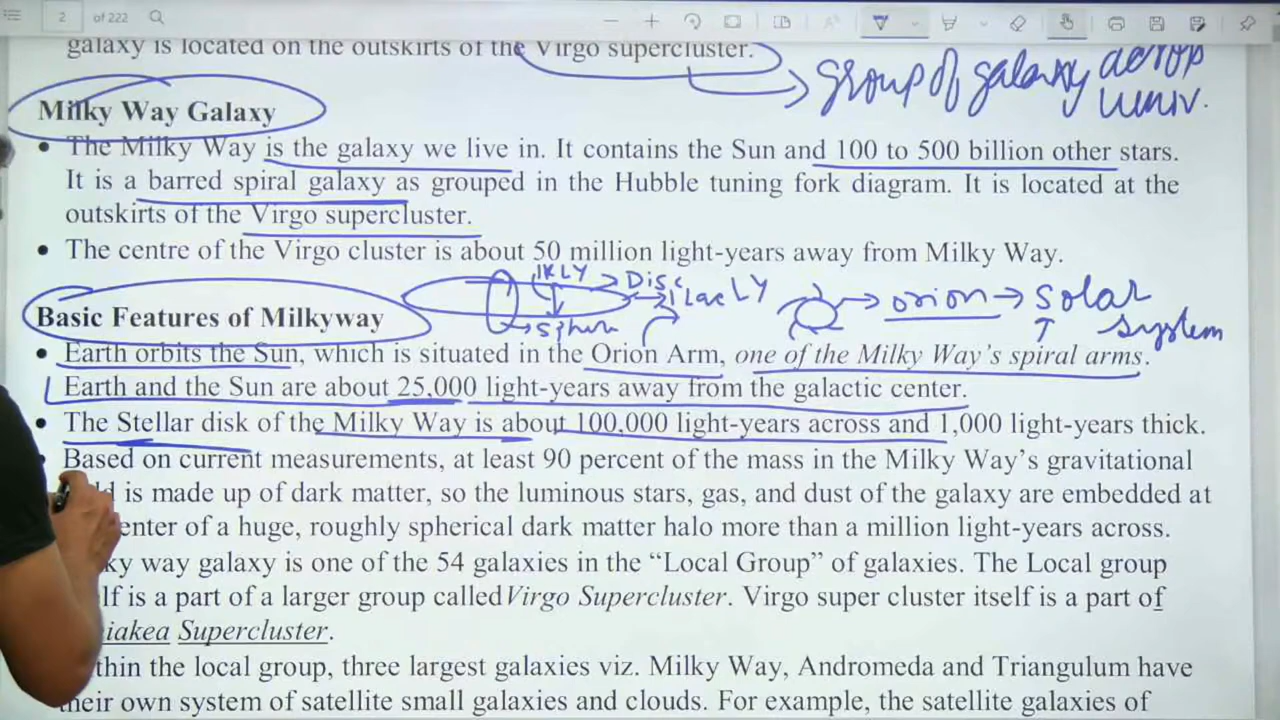 2 of 222
galaxy is located on the outskirts of the Virgo supercluster.
group of galaxy across
univ.
Milky Way Galaxy
• The Milky Way is the galaxy we live in. It contains the Sun and 100 to 500 billion other stars.
It is a barred spiral galaxy as grouped in the Hubble tuning fork diagram. It is located at the
outskirts of the Virgo supercluster.
• The centre of the Virgo cluster is about 50 million light-years away from Milky Way.
1K LY Disc
1 Lac LY
orion solar
system
Basic Features of Milkyway
• Earth orbits the Sun, which is situated in the Orion Arm, one of the Milky Way's spiral arms.
Earth and the Sun are about 25,000 light-years away from the galactic center.
• The Stellar disk of the Milky Way is about 100,000 light-years across and 1,000 light-years thick.
• Based on current measurements, at least 90 percent of the mass in the Milky Way's gravitational
is made up of dark matter, so the luminous stars, gas, and dust of the galaxy are embedded at
enter of a huge, roughly spherical dark matter halo more than a million light-years across.
ky way galaxy is one of the 54 galaxies in the "Local Group" of galaxies. The Local group
lf is a part of a larger group called Virgo Supercluster. Virgo super cluster itself is a part of
iakea Supercluster.
thin the local group, three largest galaxies viz. Milky Way, Andromeda and Triangulum have
their own system of satellite small galaxies and clouds. For example, the satellite galaxies of